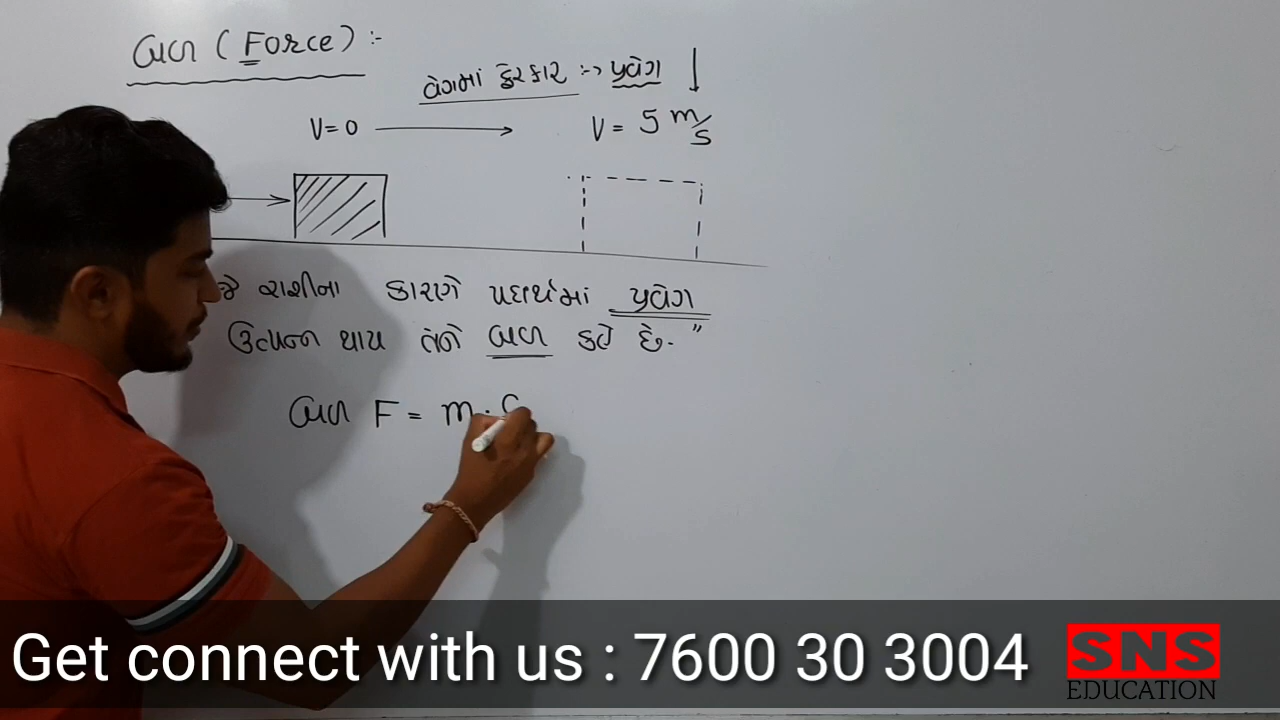 બળ (Force) :-
વેગમાં ફેરફાર :-> પ્રવેગ ↓
V=0 → V = 5 m/s
જે રાશીના કારણે પદાર્થમાં પ્રવેગ
ઉત્પન્ન થાય તેને બળ કહે છે. "
બળ F = m.
Get connect with us : 7600 30 3004
SNS
EDUCATION